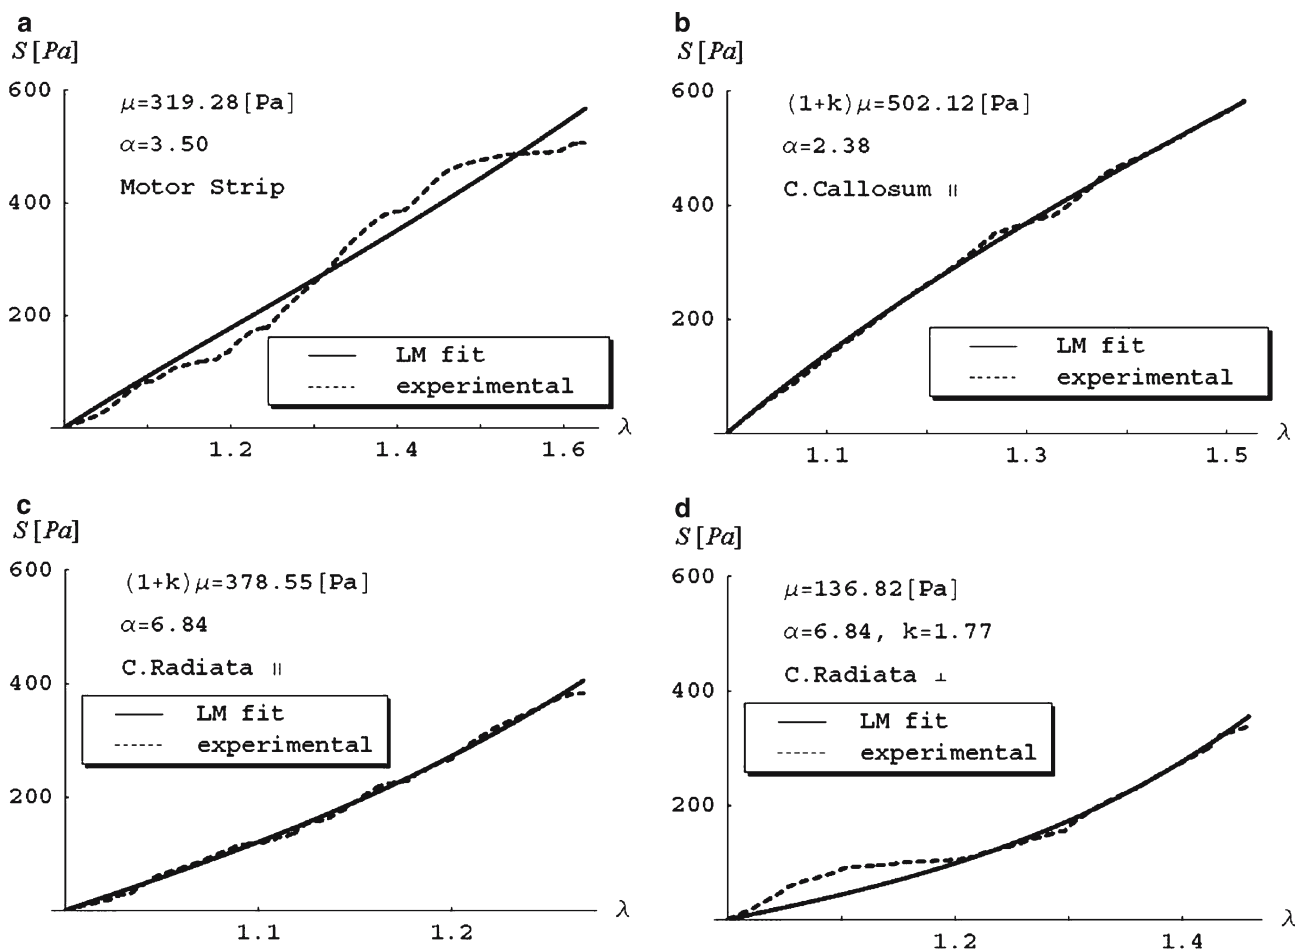 a
S [Pa]
600
400
200
μ=319.28[Pa]
α=3.50
Motor Strip
LM fit
experimental
1.2
1.4
1.6
λ
b
S [Pa]
600
400
200
(1+k)μ=502.12[Pa]
α=2.38
C.Callosum ∥
LM fit
experimental
1.1
1.3
1.5
λ
c
S [Pa]
600
400
200
(1+k)μ=378.55[Pa]
α=6.84
C.Radiata ∥
LM fit
experimental
1.1
1.2
λ
d
S [Pa]
600
400
200
μ=136.82[Pa]
α=6.84, k=1.77
C.Radiata ⊥
LM fit
experimental
1.2
1.4
λ